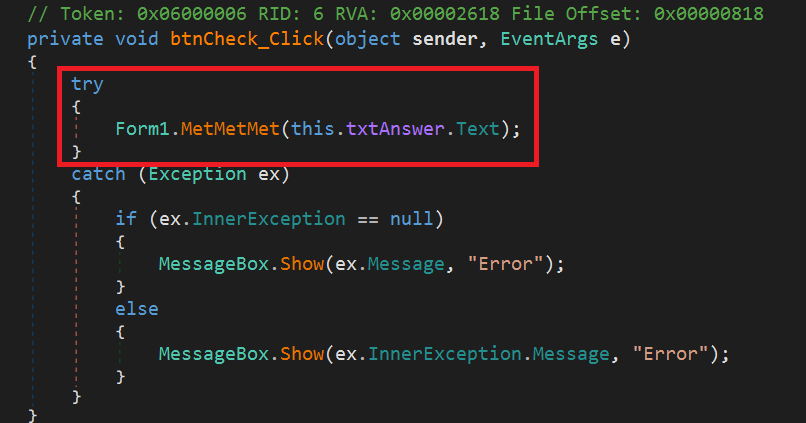 // Token: 0x06000006 RID: 6 RVA: 0x00002618 File Offset: 0x00000818
private void btnCheck_Click(object sender, EventArgs e)
{
try
{
Form1.MetMetMet(this.txtAnswer.Text);
}
catch (Exception ex)
{
if (ex.InnerException == null)
{
MessageBox.Show(ex.Message, "Error");
}
else
{
MessageBox.Show(ex.InnerException.Message, "Error");
}
}
}